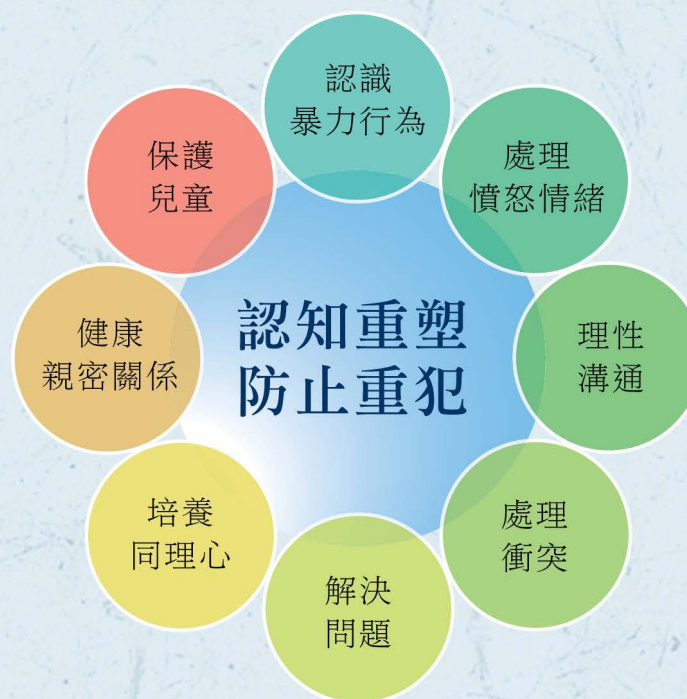 認識
暴力行為
處理
憤怒情緒
理性
溝通
處理
衝突
解決
問題
培養
同理心
健康
親密關係
保護
兒童
認知重塑
防止重犯